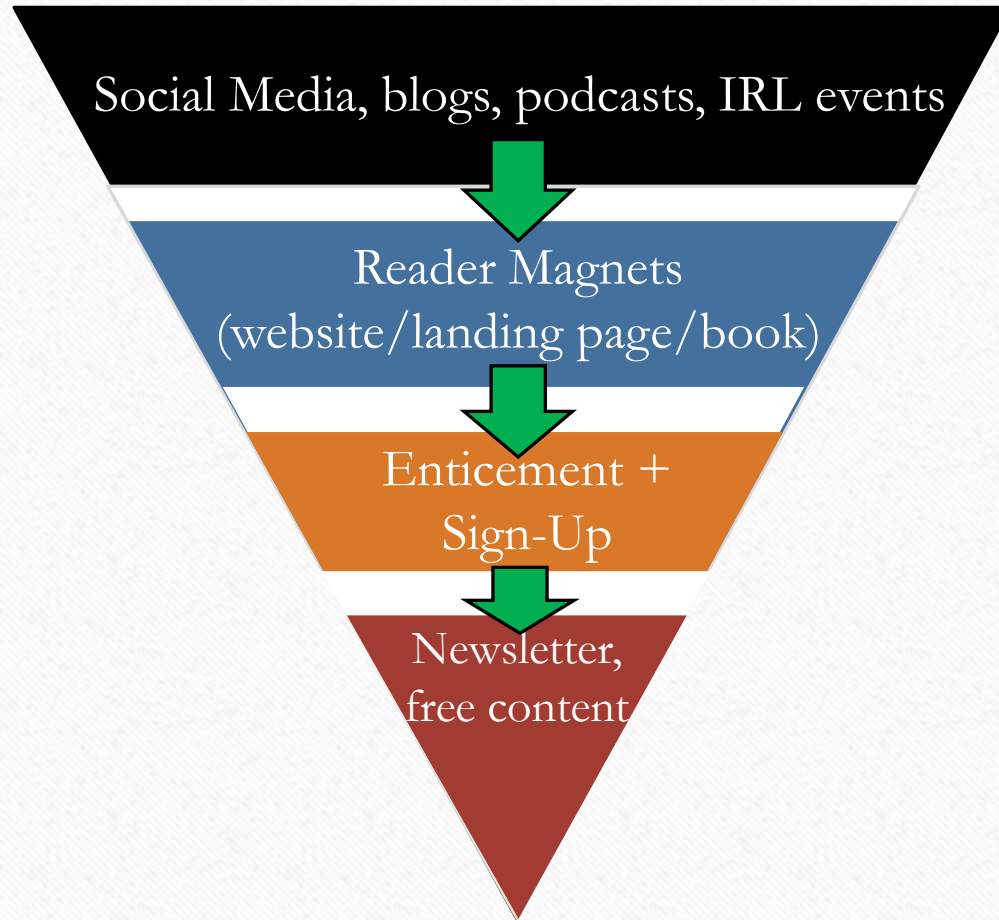 Social Media, blogs, podcasts, IRL events
Reader Magnets
(website/landing page/book)
Enticement +
Sign-Up
Newsletter,
free content